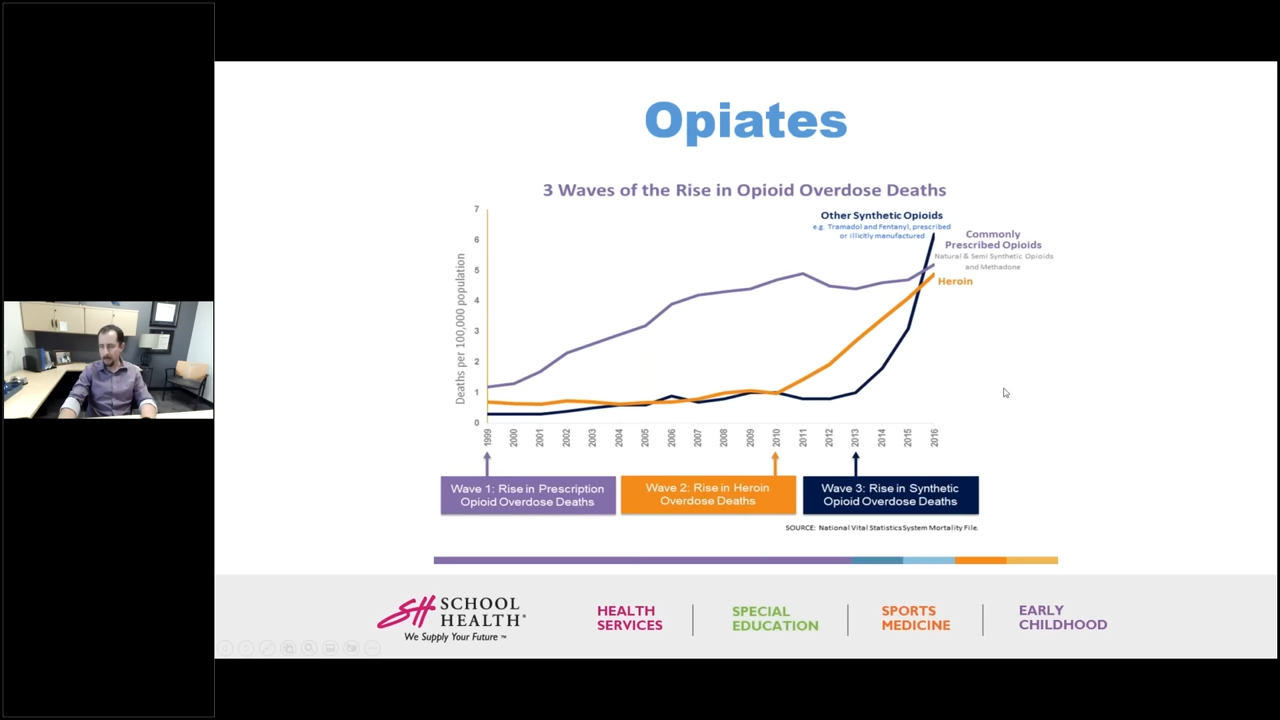 Opiates
3 Waves of the Rise in Opioid Overdose Deaths
Deaths per 100,000 population
7
6
5
4
3
2
1
0
Other Synthetic Opioids
e.g. Tramadol and Fentanyl, prescribed
or illicitly manufactured
Commonly
Prescribed Opioids
Natural & Semi Synthetic Opioids
and Methadone
Heroin
1999
2000
2001
2002
2003
2004
2005
2006
2007
2008
2009
2010
2011
2012
2013
2014
2015
2016
Wave 1: Rise in Prescription
Opioid Overdose Deaths
Wave 2: Rise in Heroin
Overdose Deaths
Wave 3: Rise in Synthetic
Opioid Overdose Deaths
SOURCE: National Vital Statistics System Mortality File.
SH SCHOOL
HEALTH®
We Supply Your Future ™
HEALTH
SERVICES
SPECIAL
EDUCATION
SPORTS
MEDICINE
EARLY
CHILDHOOD